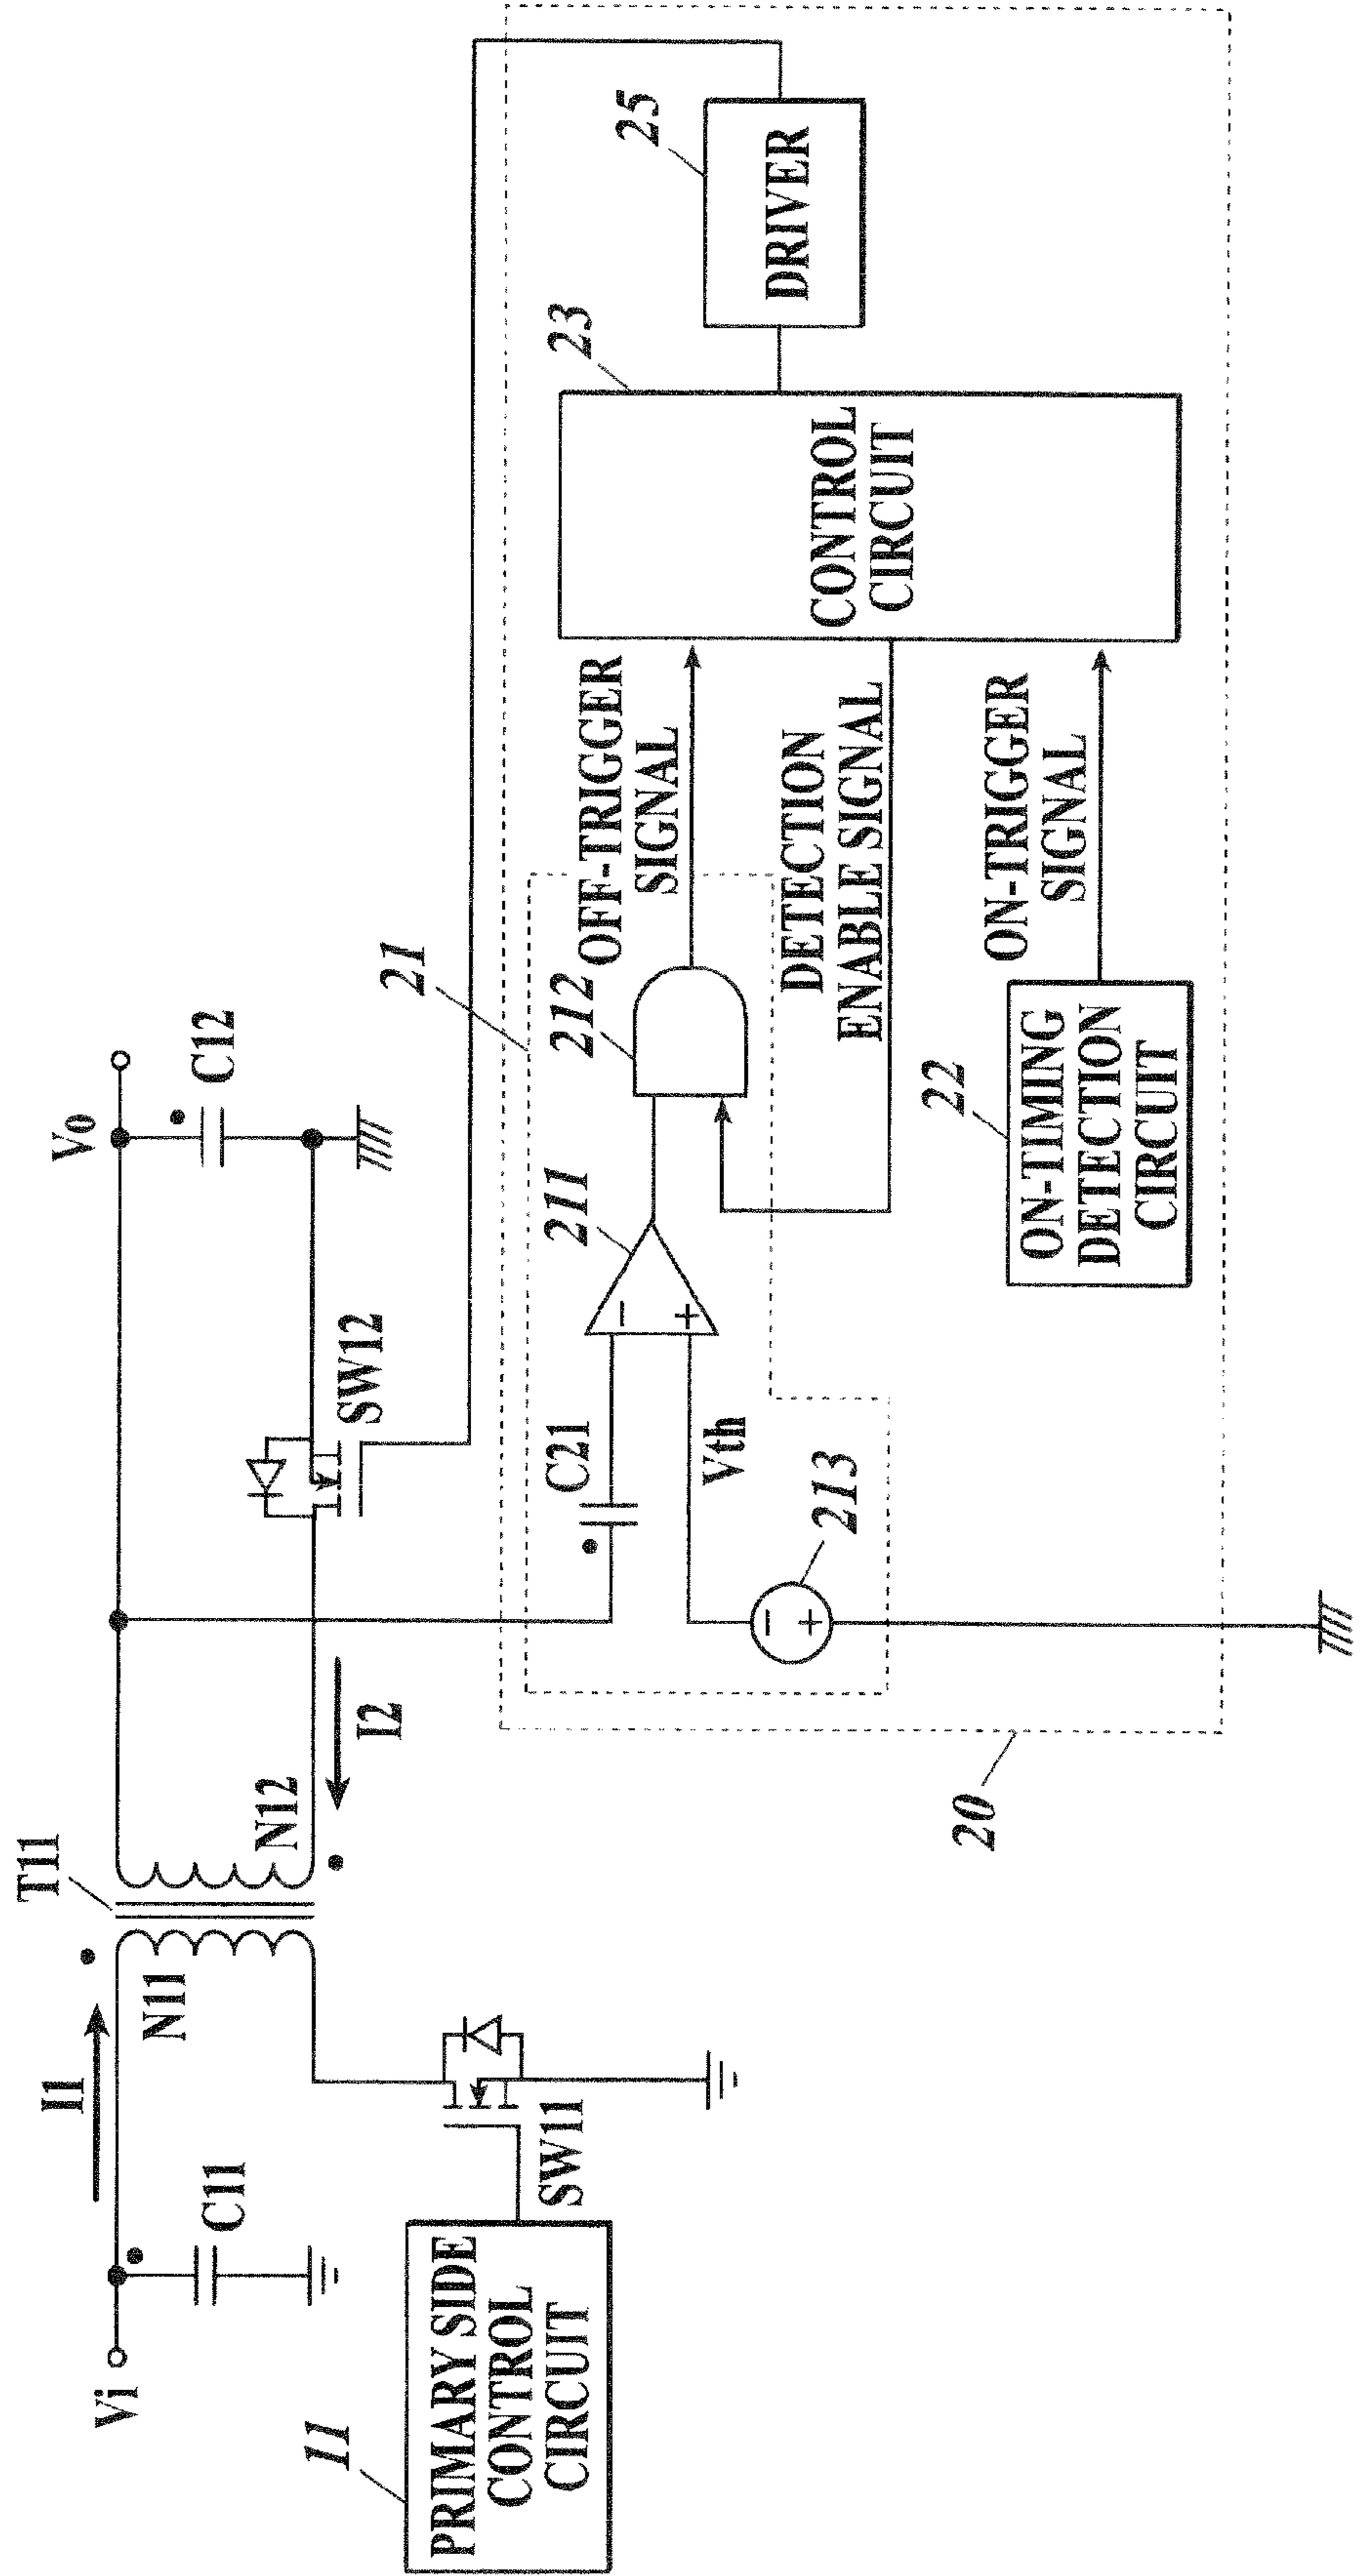 T11
I1
Vi
C11
N11
N12
I2
V0
C12
SW12
SW11
11
PRIMARY SIDE
CONTROL
CIRCUIT
20
21
C21
Vth
213
211
−
+
−
+
212
OFF-TRIGGER
SIGNAL
DETECTION
ENABLE SIGNAL
22
ON-TIMING
DETECTION
CIRCUIT
ON-TRIGGER
SIGNAL
23
CONTROL
CIRCUIT
25
DRIVER